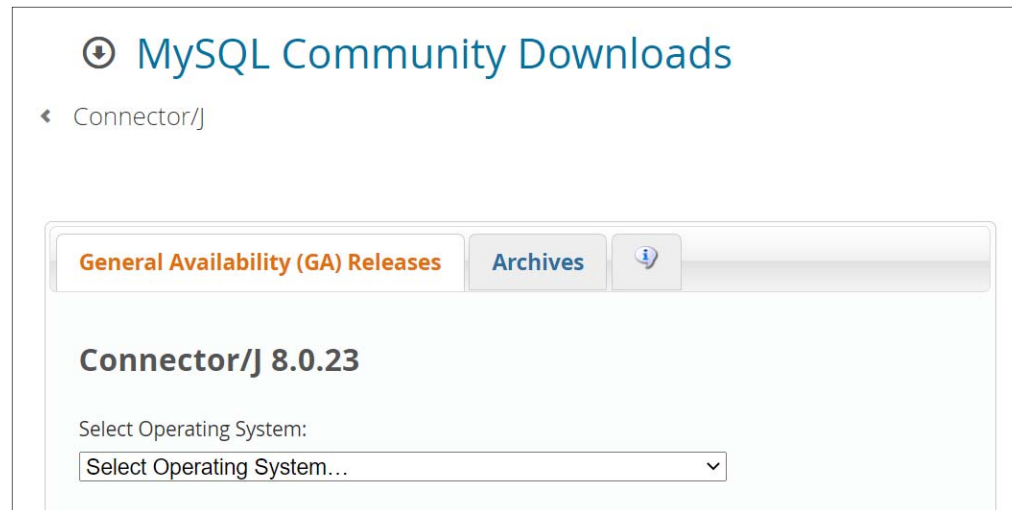 MySQL Community Downloads
Connector/J
General Availability (GA) Releases Archives
Connector/J 8.0.23
Select Operating System:
Select Operating System…